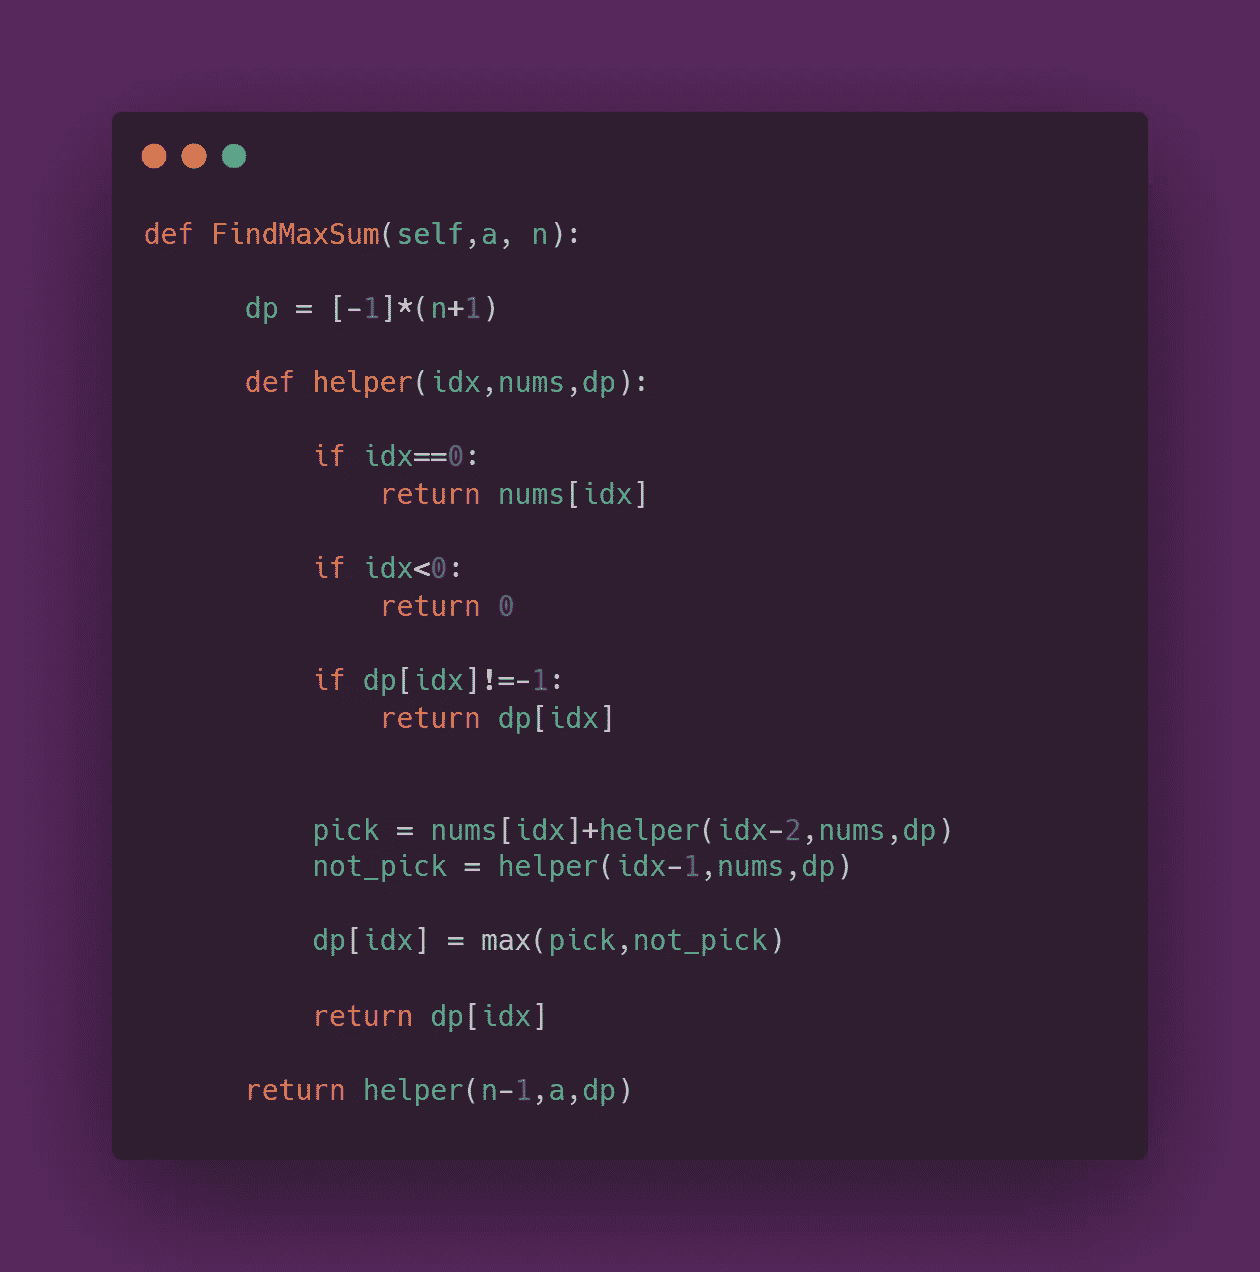 def FindMaxSum(self,a, n):
dp = [-1]*(n+1)
def helper(idx,nums,dp):
if idx==0:
return nums[idx]
if idx<0:
return 0
if dp[idx]!=-1:
return dp[idx]
pick = nums[idx]+helper(idx-2,nums,dp)
not_pick = helper(idx-1,nums,dp)
dp[idx] = max(pick,not_pick)
return dp[idx]
return helper(n-1,a,dp)